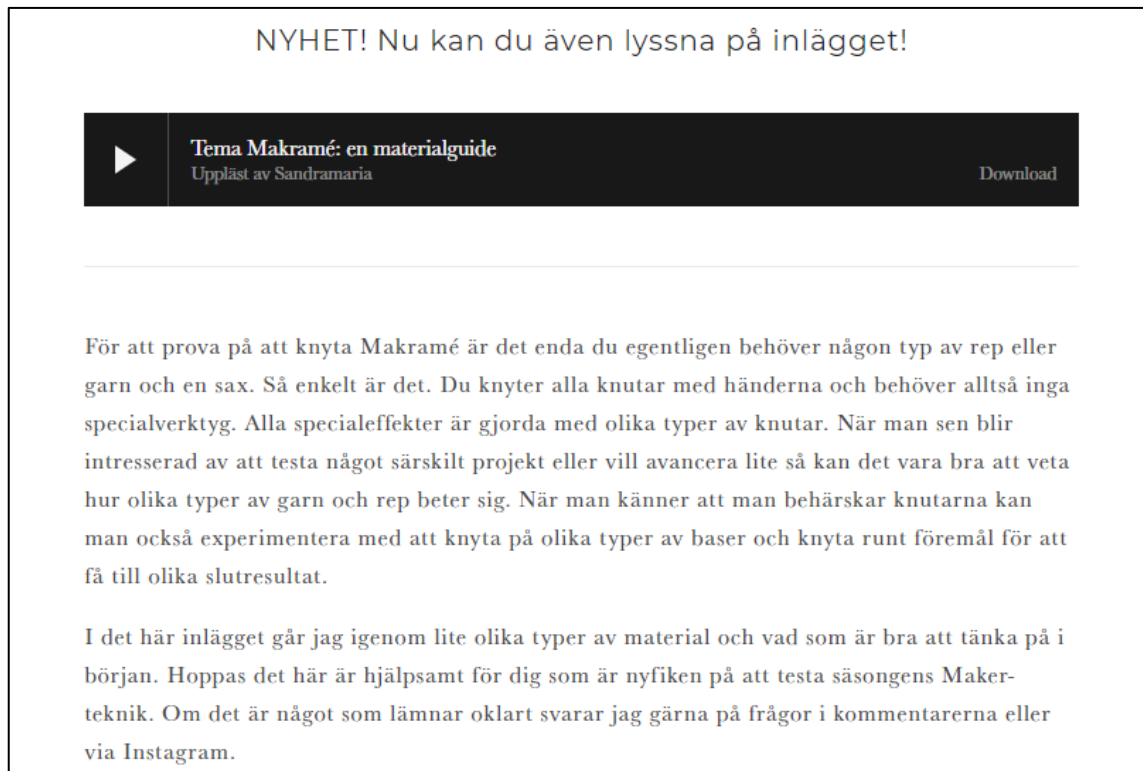 NYHET! Nu kan du även lyssna på inlägget!
Tema Makramé: en materialguide
Uppläst av Sandramaria
Download
För att prova på att knyta Makramé är det enda du egentligen behöver någon typ av rep eller
garn och en sax. Så enkelt är det. Du knyter alla knutar med händerna och behöver alltså inga
specialverktyg. Alla specialeffekter är gjorda med olika typer av knutar. När man sen blir
intresserad av att testa något särskilt projekt eller vill avancera lite så kan det vara bra att veta
hur olika typer av garn och rep beter sig. När man känner att man behärskar knutarna kan
man också experimentera med att knyta på olika typer av baser och knyta runt föremål för att
få till olika slutresultat.
I det här inlägget går jag igenom lite olika typer av material och vad som är bra att tänka på i
början. Hoppas det här är hjälpsamt för dig som är nyfiken på att testa säsongens Maker-
teknik. Om det är något som lämnar oklart svarar jag gärna på frågor i kommentarerna eller
via Instagram.